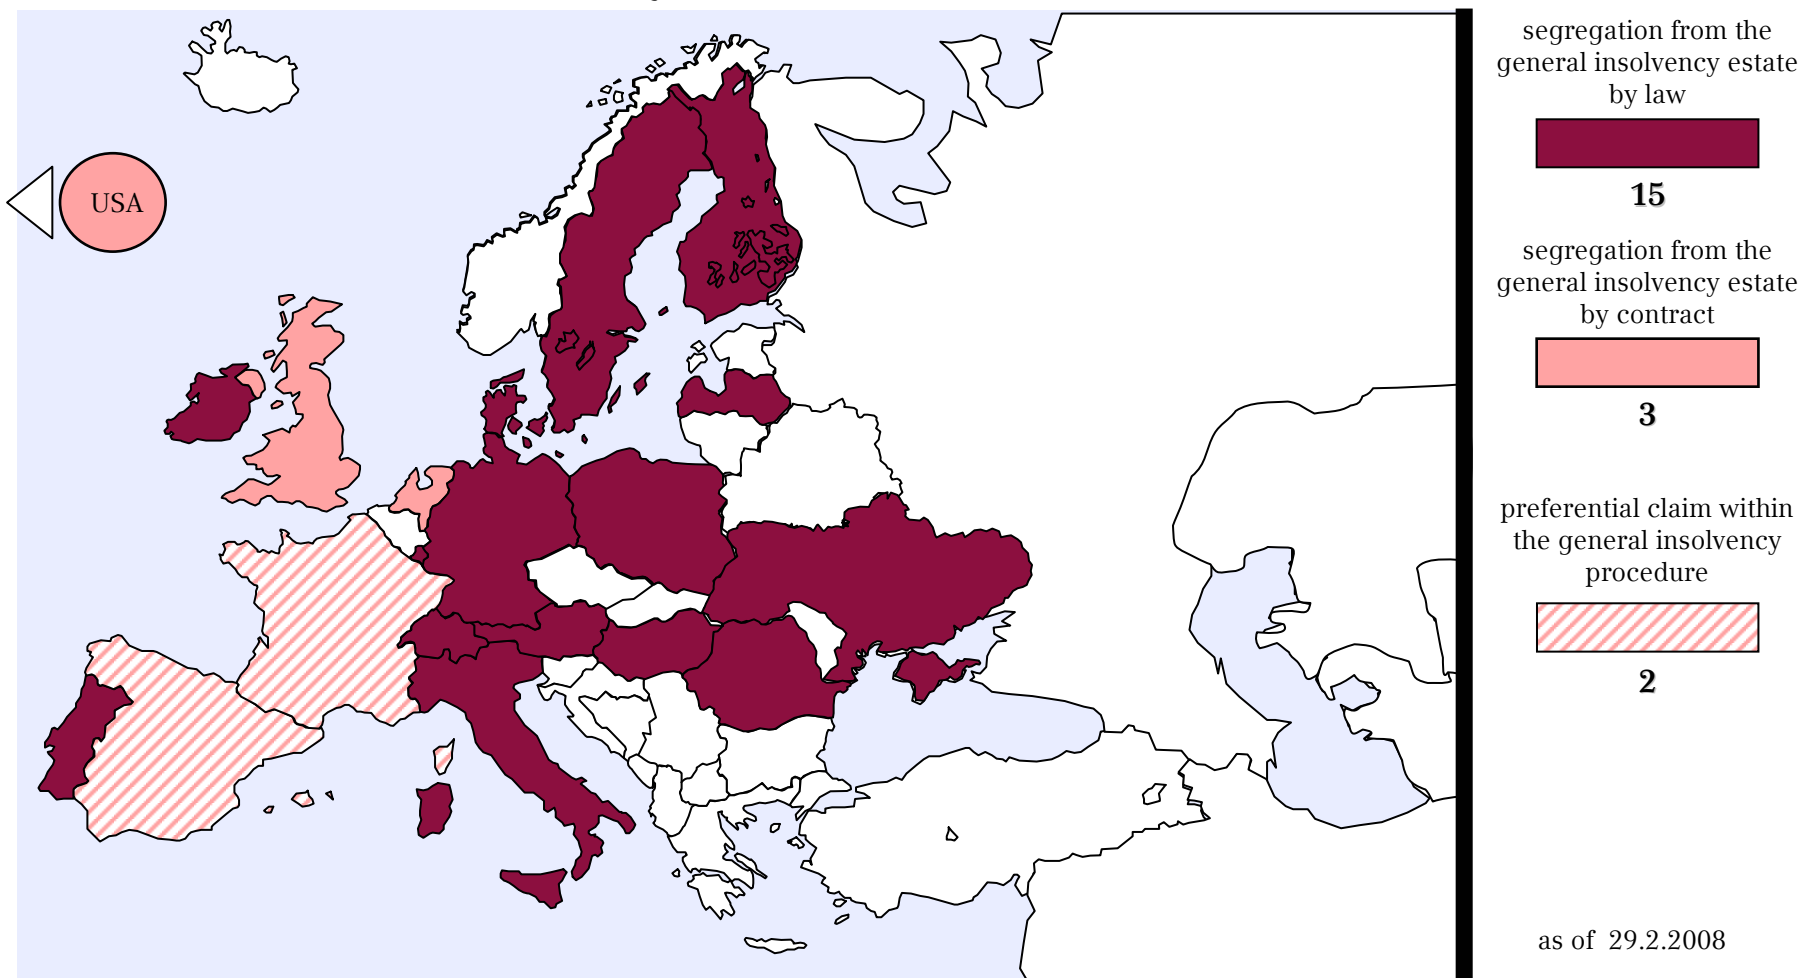 USA
segregation from the
general insolvency estate
by law
15
segregation from the
general insolvency estate
by contract
3
preferential claim within
the general insolvency
procedure
2
as of 29.2.2008